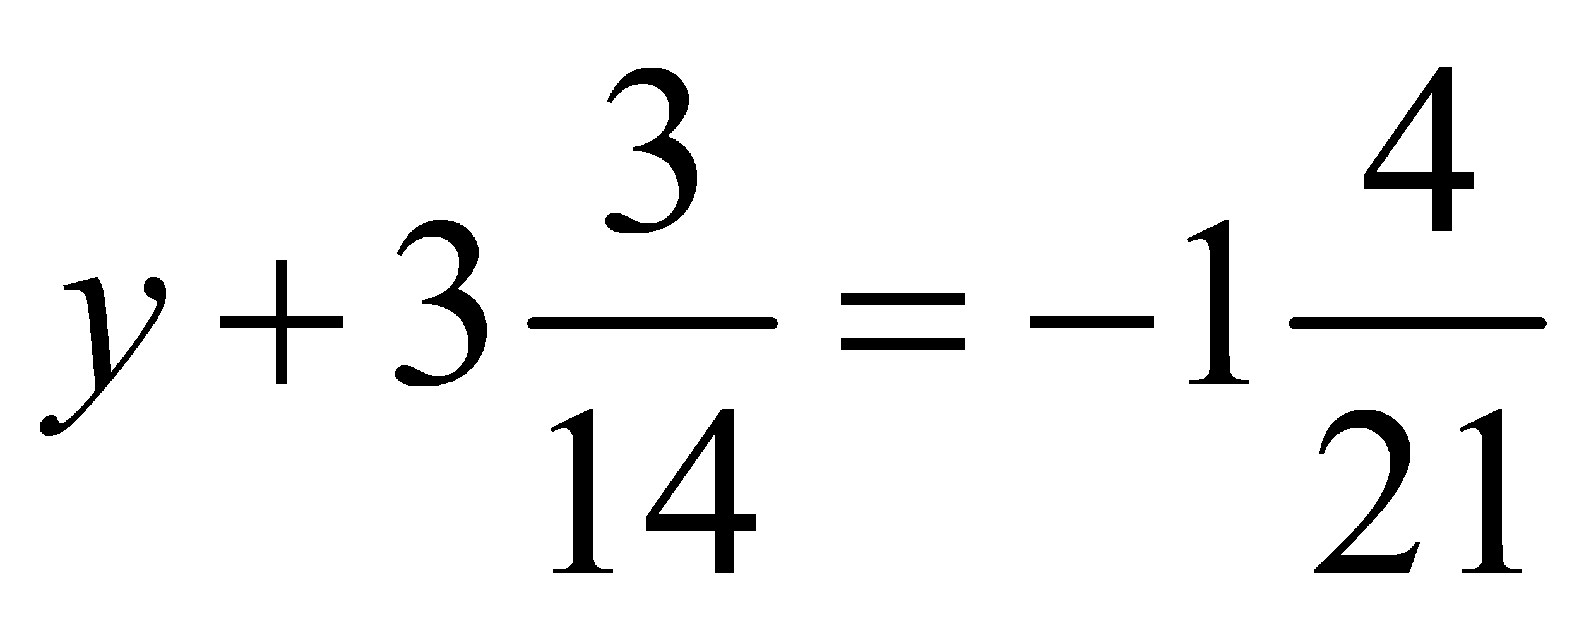 y + 3 3/14 = −1 4/21